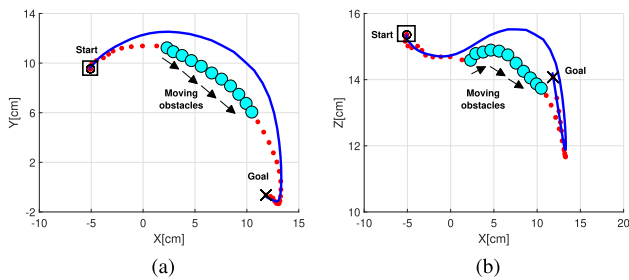 14
10
6
2
-2
-10
-5
0
5
10
15
Y[cm]
X[cm]
Start
Moving
obstacles
Goal
(a)
16
14
12
10
-10
-5
0
5
10
15
20
Z[cm]
X[cm]
Start
Goal
Moving
obstacles
(b)